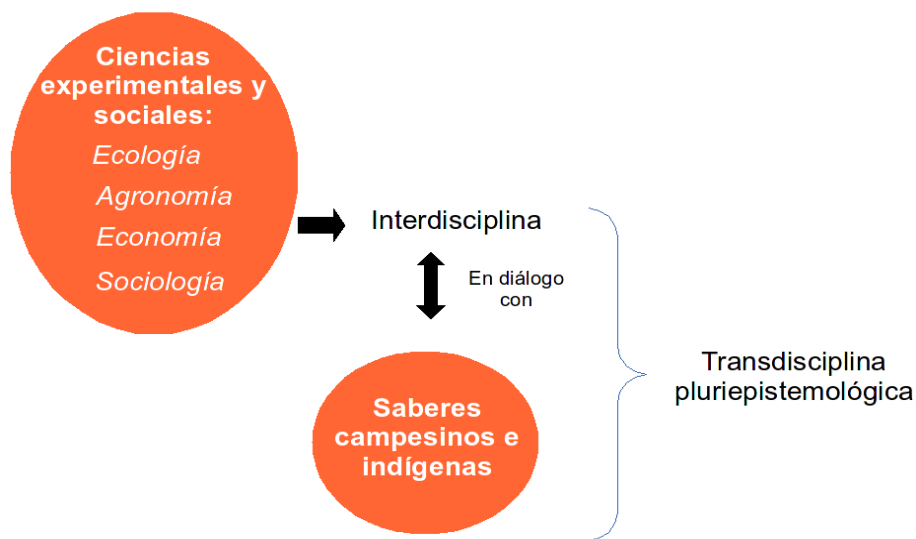 Ciencias
experimentales y
sociales:
Ecología
Agronomía
Economía
Sociología
Interdisciplina
En diálogo
con
Saberes
campesinos e
indígenas
Transdisciplina
pluriepistemológica